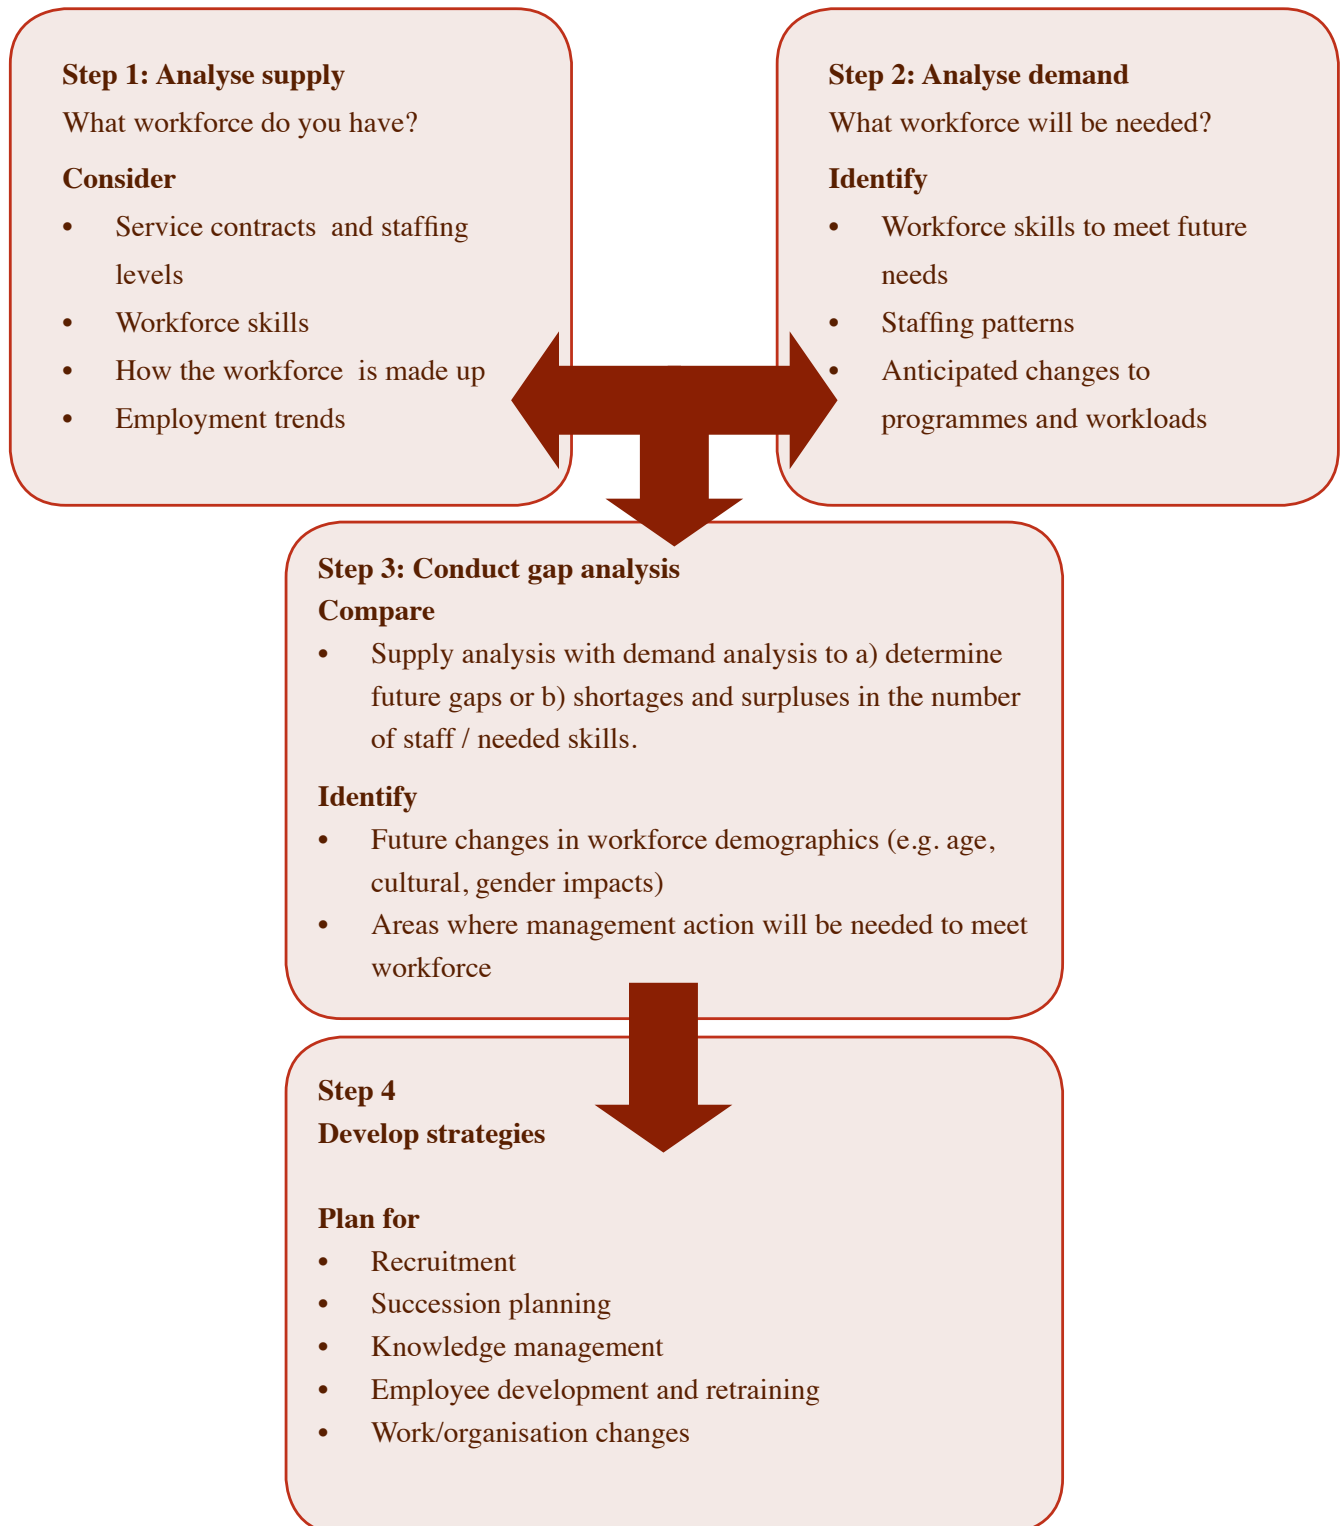 Step 1: Analyse supply
What workforce do you have?
Consider
• Service contracts  and staffing
levels
• Workforce skills
• How the workforce  is made up
• Employment trends
Step 2: Analyse demand
What workforce will be needed?
Identify
• Workforce skills to meet future
needs
• Staffing patterns
• Anticipated changes to
programmes and workloads
Step 3: Conduct gap analysis
Compare
• Supply analysis with demand analysis to a) determine
future gaps or b) shortages and surpluses in the number
of staff / needed skills.
Identify
• Future changes in workforce demographics (e.g. age,
cultural, gender impacts)
• Areas where management action will be needed to meet
workforce
Step 4
Develop strategies
Plan for
• Recruitment
• Succession planning
• Knowledge management
• Employee development and retraining
• Work/organisation changes